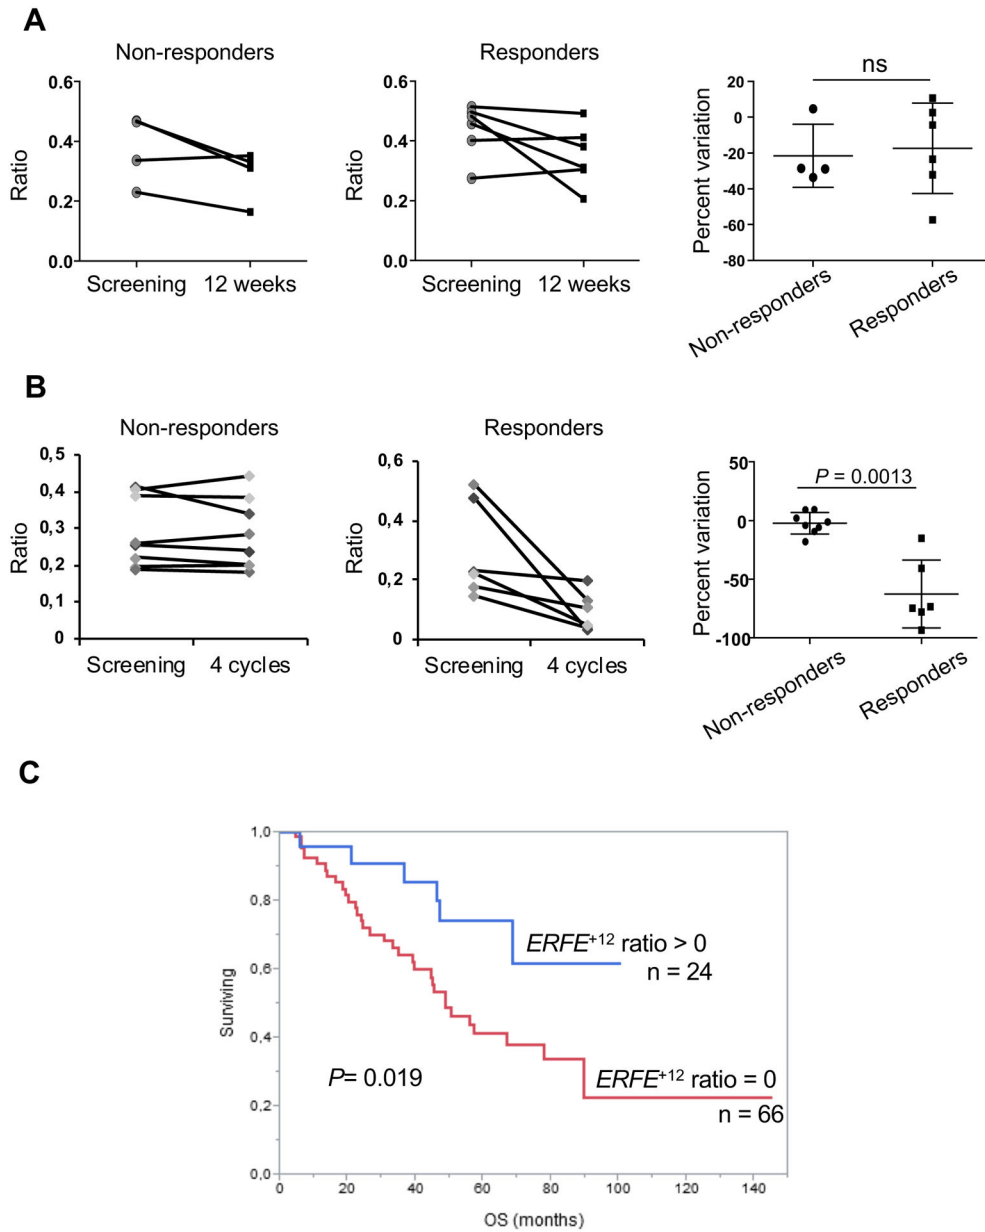 A
Non-responders
0.6
0.4
0.2
0.0
Ratio
Screening 12 weeks
Responders
0.6
0.4
0.2
0.0
Ratio
Screening 12 weeks
ns
20
0
-20
-40
-60
-80
Percent variation
Non-responders
Responders
B
Non-responders
0,5
0,4
0,3
0,2
0,1
0
Ratio
Screening 4 cycles
Responders
0,6
0,4
0,2
0
Ratio
Screening 4 cycles
P = 0.0013
50
0
-50
-100
Percent variation
Non-responders
Responders
C
1,0
0,8
0,6
0,4
0,2
0,0
Surviving
ERFE+12 ratio > 0
n = 24
P= 0.019
ERFE+12 ratio = 0
n = 66
0 20 40 60 80 100 120 140
OS (months)